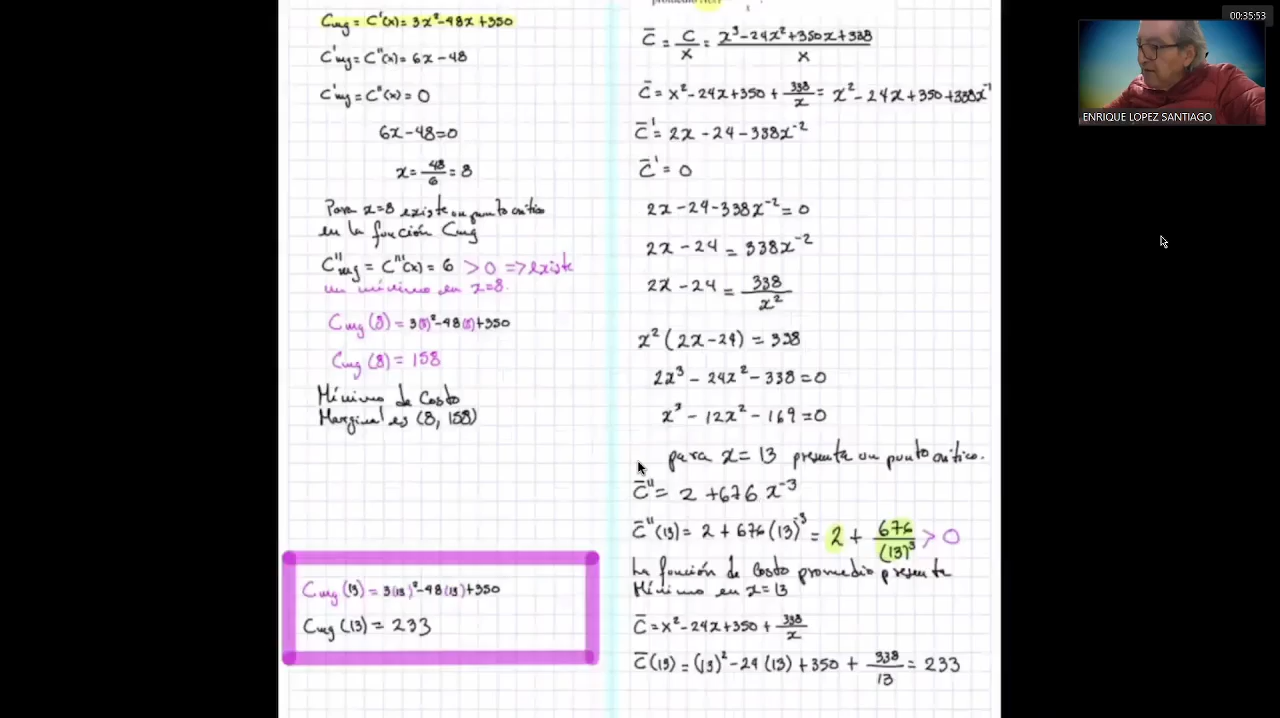 Cmg = C'(x) = 3x²-48x+350
C'mg = C''(x) = 6x-48
C'mg = C''(x) = 0
6x-48=0
x = 48/6 = 8
Para x=8 existe un punto crítico
en la función Cmg
C''mg = C'''(x) = 6 > 0 => existe
un mínimo en x=8.
Cmg (8) = 3(8)²-48(8)+350
Cmg (8) = 158
Mínimo de Costo
Marginal es (8, 158)
Cmg (13) = 3(13)²-48(13)+350
Cmg (13) = 233
C̄ = C/x = x³-24x²+350x+338/x
C̄ = x²-24x+350 + 338/x = x²-24x+350+338x⁻¹
C̄' = 2x-24-338x⁻²
C̄' = 0
2x-24-338x⁻² = 0
2x-24 = 338x⁻²
2x-24 = 338/x²
x²(2x-24) = 338
2x³-24x²-338=0
x³-12x²-169=0
para x=13 presenta un punto crítico.
C̄'' = 2+676x⁻³
C̄''(13) = 2+676(13)⁻³ = 2 + 676/(13)³ > 0
La función de Costo promedio presenta
Mínimo en x=13
C̄ = x²-24x+350 + 338/x
C̄(13) = (13)²-24(13)+350 + 338/13 = 233
00:35:53
ENRIQUE LOPEZ SANTIAGO